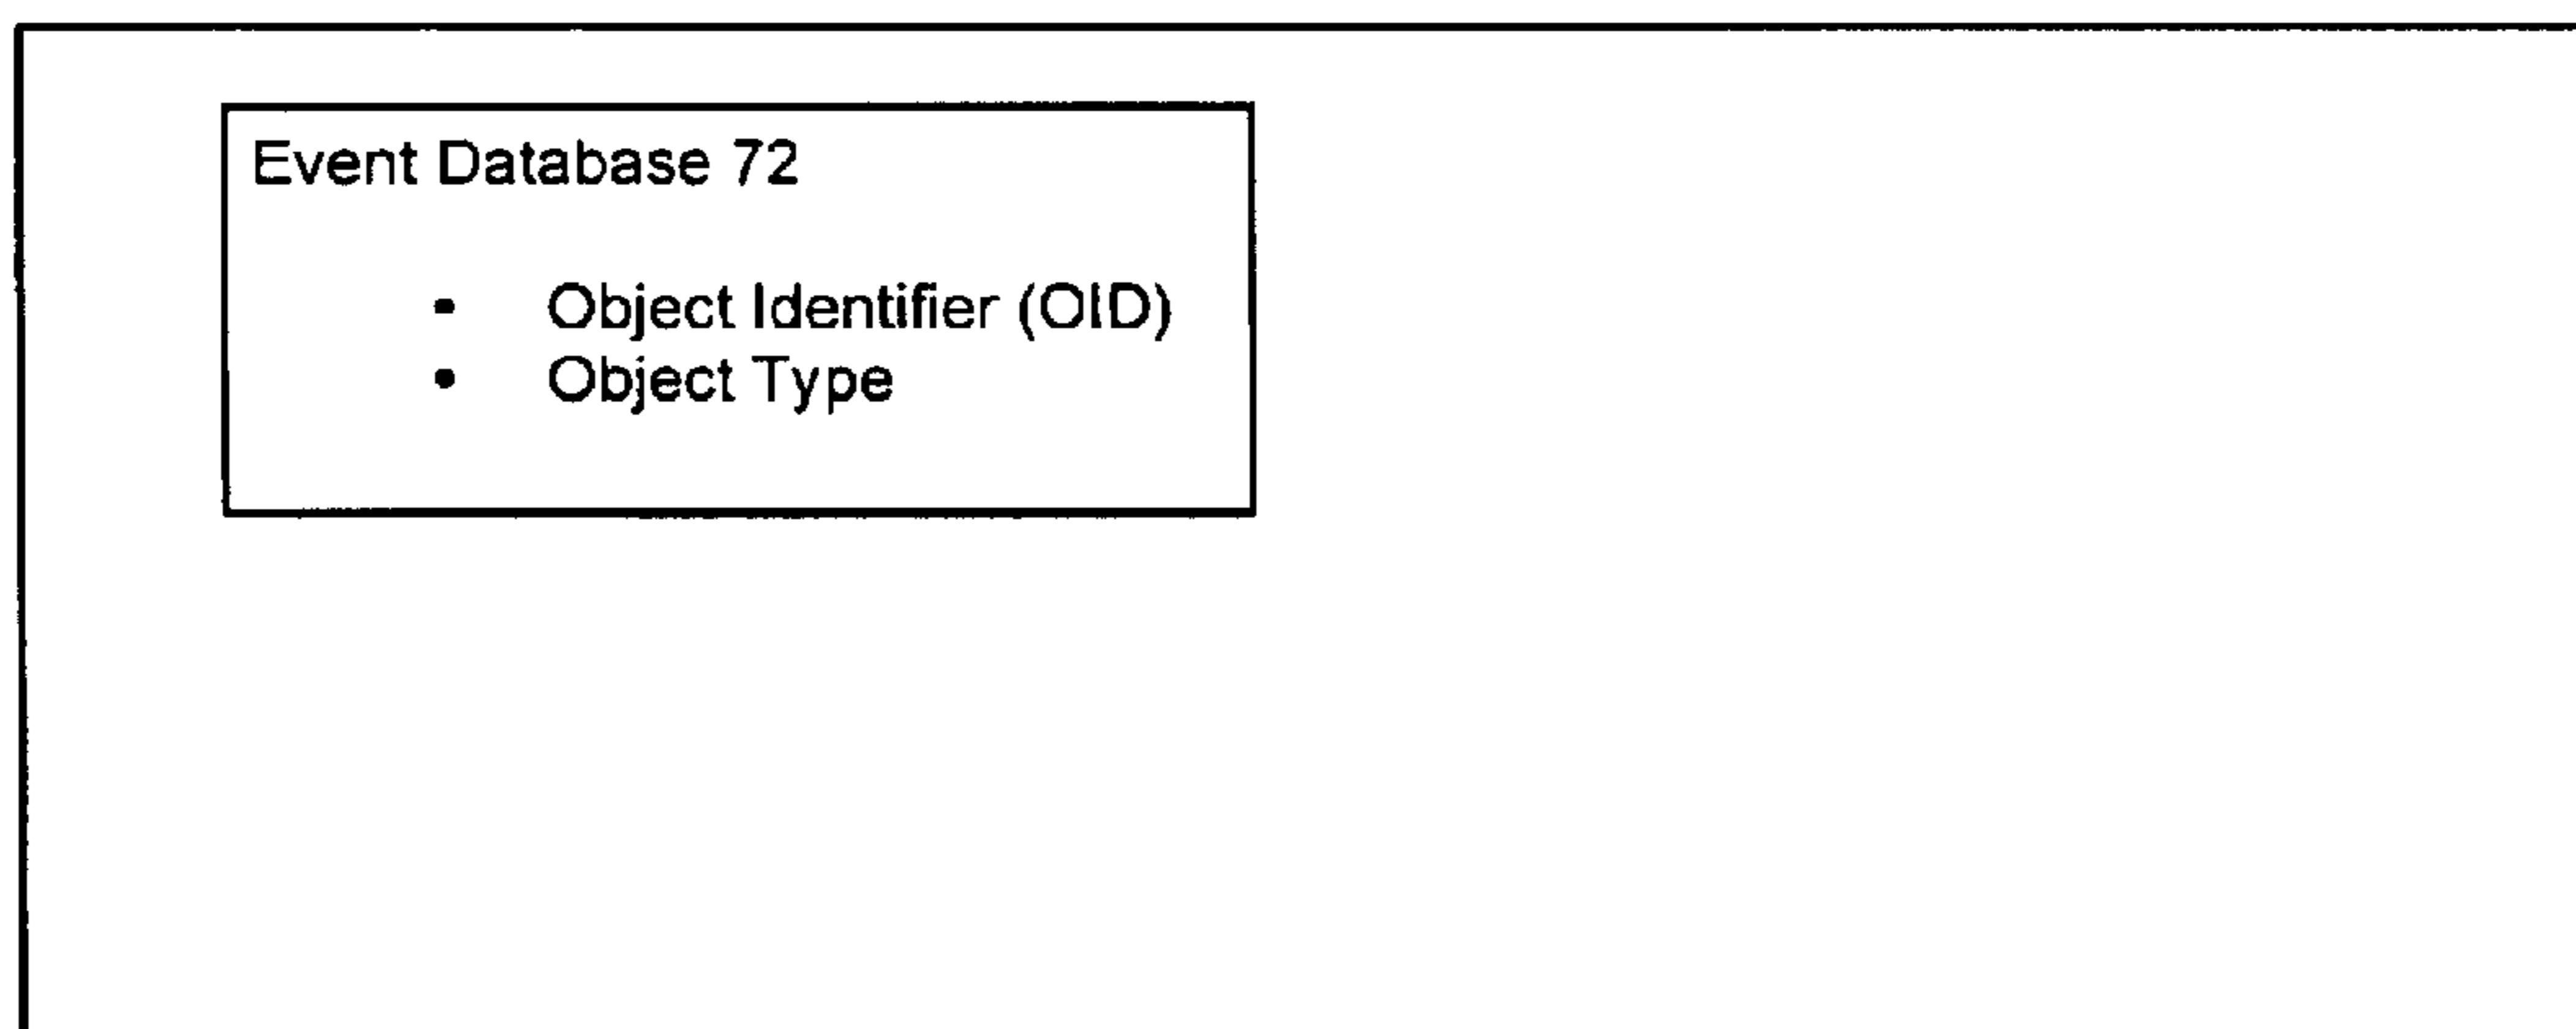 Event Database 72
• Object Identifier (OID)
• Object Type